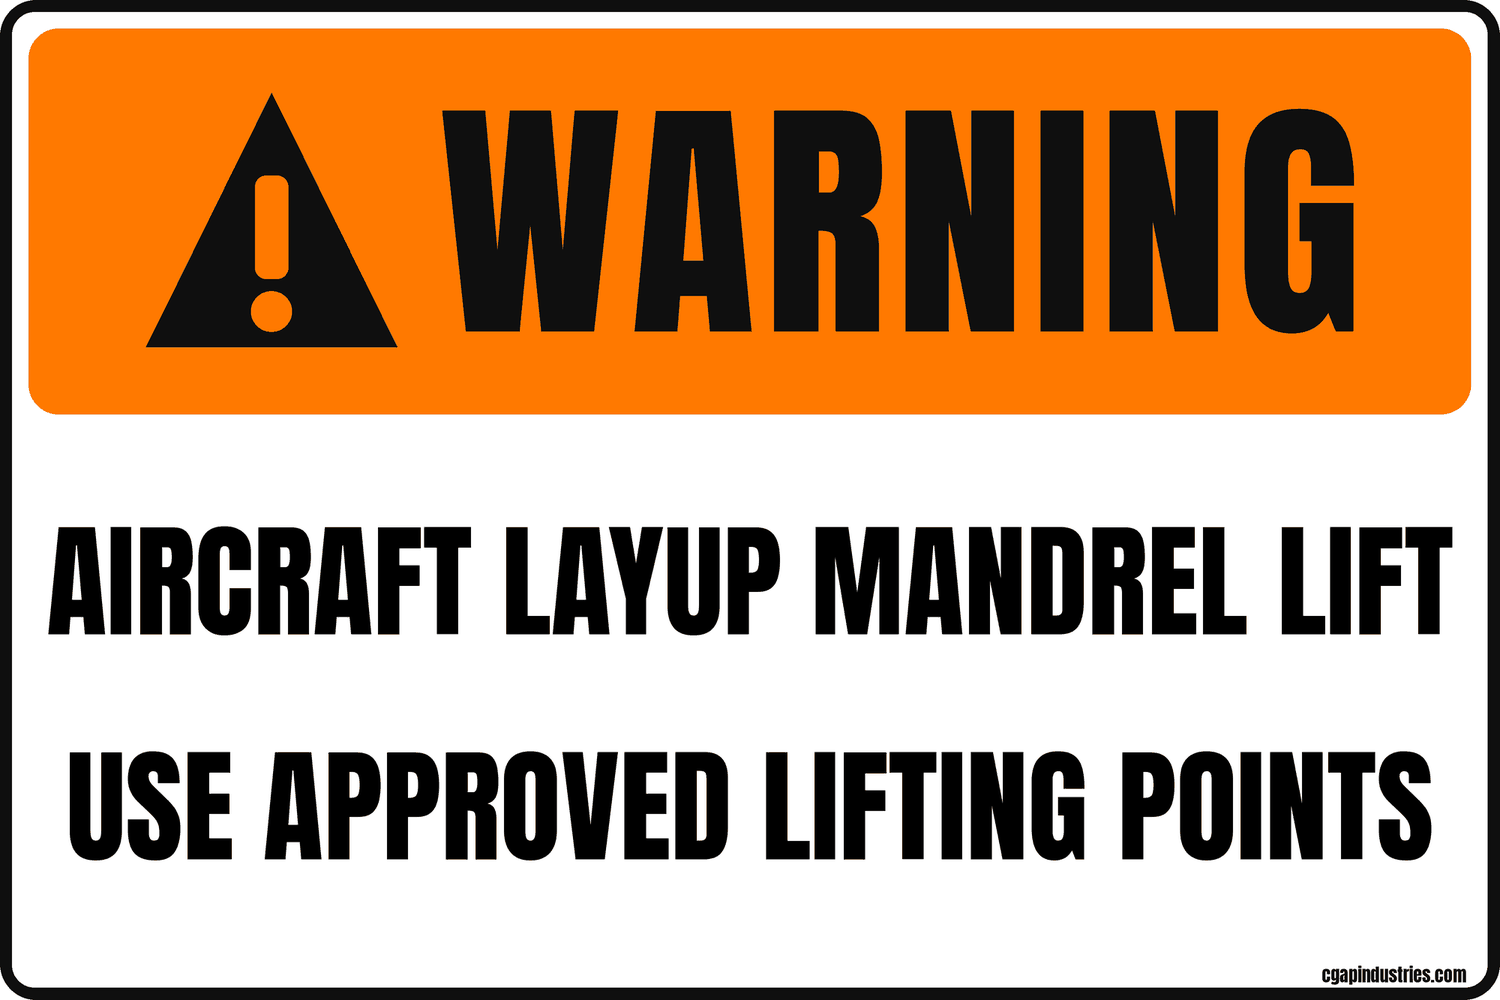 WARNING
AIRCRAFT LAYUP MANDREL LIFT
USE APPROVED LIFTING POINTS
cgapindustries.com